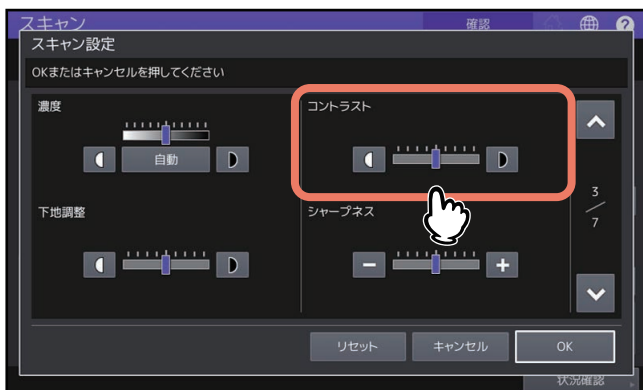 スキャン
確認
スキャン設定
OKまたはキャンセルを押してください
濃度
コントラスト
自動
下地調整
シャープネス
3
7
リセット
キャンセル
OK
状況確認